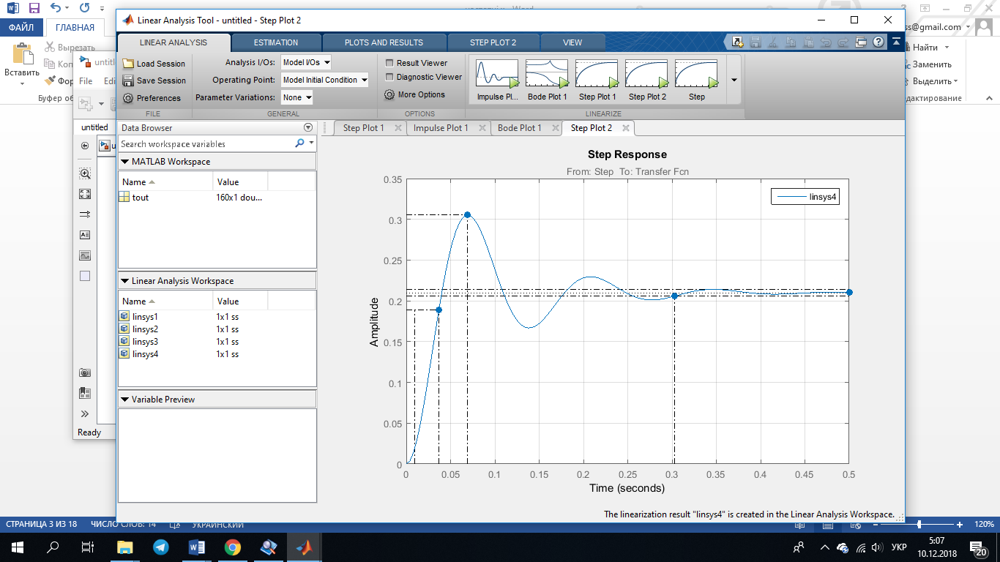 Linear Analysis Tool - untitled - Step Plot 2
ФАЙЛ
ГЛАВНАЯ
ss@gmail.com
LINEAR ANALYSIS
ESTIMATION
PLOTS AND RESULTS
STEP PLOT 2
VIEW
Вставить
Вырезать
Load Session
Save Session
Preferences
FILE
Analysis I/Os:
Model I/Os
Operating Point:
Model Initial Condition
Parameter Variations:
None
GENERAL
Result Viewer
Diagnostic Viewer
More Options
OPTIONS
Impulse Pl...
Bode Plot 1
Step Plot 1
Step Plot 2
Step
LINEARIZE
Найти
Заменить
Выделить
File
untitled
Data Browser
Search workspace variables
MATLAB Workspace
Name
Value
tout
160x1 dou...
Linear Analysis Workspace
Name
Value
linsys1
1x1 ss
linsys2
1x1 ss
linsys3
1x1 ss
linsys4
1x1 ss
Variable Preview
Ready
Step Plot 1
Impulse Plot 1
Bode Plot 1
Step Plot 2
Step Response
From: Step To: Transfer Fcn
linsys4
Amplitude
0.35
0.3
0.25
0.2
0.15
0.1
0.05
0
0
0.05
0.1
0.15
0.2
0.25
0.3
0.35
0.4
0.45
0.5
Time (seconds)
The linearization result "linsys4" is created in the Linear Analysis Workspace.
СТРАНИЦА 3 ИЗ 18
ЧИСЛО СЛОВ: 14
УКРАИНСКИЙ
120%
УКР
5:07
10.12.2018
20